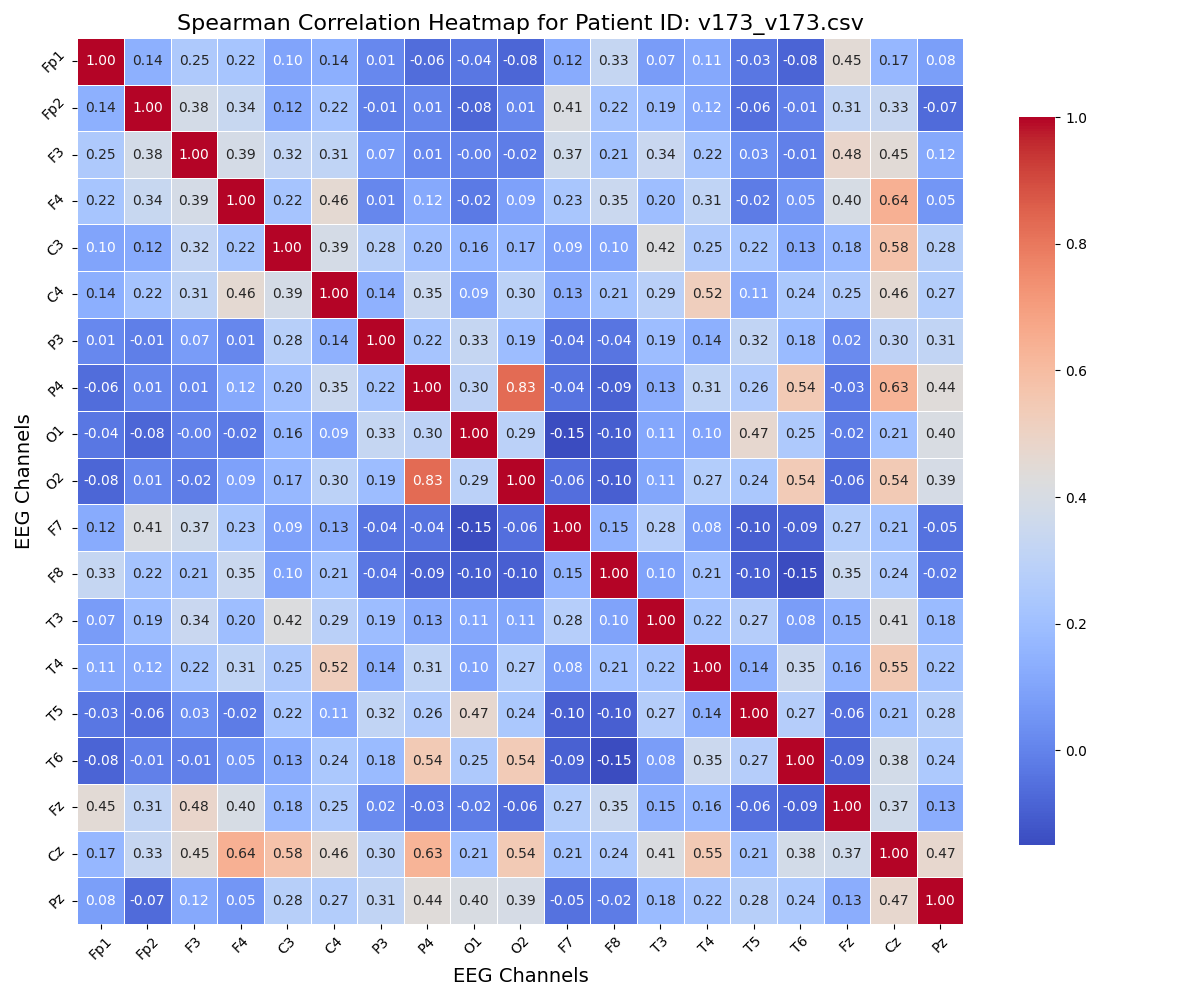 Spearman Correlation Heatmap for Patient ID: v173_v173.csv
Fp1 1.00 0.14 0.25 0.22 0.10 0.14 0.01 -0.06 -0.04 -0.08 0.12 0.33 0.07 0.11 -0.03 -0.08 0.45 0.17 0.08
Fp2 0.14 1.00 0.38 0.34 0.12 0.22 -0.01 0.01 -0.08 0.01 0.41 0.22 0.19 0.12 -0.06 -0.01 0.31 0.33 -0.07
F3 0.25 0.38 1.00 0.39 0.32 0.31 0.07 0.01 -0.00 -0.02 0.37 0.21 0.34 0.22 0.03 -0.01 0.48 0.45 0.12
F4 0.22 0.34 0.39 1.00 0.22 0.46 0.01 0.12 -0.02 0.09 0.23 0.35 0.20 0.31 -0.02 0.05 0.40 0.64 0.05
C3 0.10 0.12 0.32 0.22 1.00 0.39 0.28 0.20 0.16 0.17 0.09 0.10 0.42 0.25 0.22 0.13 0.18 0.58 0.28
C4 0.14 0.22 0.31 0.46 0.39 1.00 0.14 0.35 0.09 0.30 0.13 0.21 0.29 0.52 0.11 0.24 0.25 0.46 0.27
P3 0.01 -0.01 0.07 0.01 0.28 0.14 1.00 0.22 0.33 0.19 -0.04 -0.04 0.19 0.14 0.32 0.18 0.02 0.30 0.31
P4 -0.06 0.01 0.01 0.12 0.20 0.35 0.22 1.00 0.30 0.83 -0.04 -0.09 0.13 0.31 0.26 0.54 -0.03 0.63 0.44
O1 -0.04 -0.08 -0.00 -0.02 0.16 0.09 0.33 0.30 1.00 0.29 -0.15 -0.10 0.11 0.10 0.47 0.25 -0.02 0.21 0.40
O2 -0.08 0.01 -0.02 0.09 0.17 0.30 0.19 0.83 0.29 1.00 -0.06 -0.10 0.11 0.27 0.24 0.54 -0.06 0.54 0.39
F7 0.12 0.41 0.37 0.23 0.09 0.13 -0.04 -0.04 -0.15 -0.06 1.00 0.15 0.28 0.08 -0.10 -0.09 0.27 0.21 -0.05
F8 0.33 0.22 0.21 0.35 0.10 0.21 -0.04 -0.09 -0.10 -0.10 0.15 1.00 0.10 0.21 -0.10 -0.15 0.35 0.24 -0.02
T3 0.07 0.19 0.34 0.20 0.42 0.29 0.19 0.13 0.11 0.11 0.28 0.10 1.00 0.22 0.27 0.08 0.15 0.41 0.18
T4 0.11 0.12 0.22 0.31 0.25 0.52 0.14 0.31 0.10 0.27 0.08 0.21 0.22 1.00 0.14 0.35 0.16 0.55 0.22
T5 -0.03 -0.06 0.03 -0.02 0.22 0.11 0.32 0.26 0.47 0.24 -0.10 -0.10 0.27 0.14 1.00 0.27 -0.06 0.21 0.28
T6 -0.08 -0.01 -0.01 0.05 0.13 0.24 0.18 0.54 0.25 0.54 -0.09 -0.15 0.08 0.35 0.27 1.00 -0.09 0.38 0.24
Fz 0.45 0.31 0.48 0.40 0.18 0.25 0.02 -0.03 -0.02 -0.06 0.27 0.35 0.15 0.16 -0.06 -0.09 1.00 0.37 0.13
Cz 0.17 0.33 0.45 0.64 0.58 0.46 0.30 0.63 0.21 0.54 0.21 0.24 0.41 0.55 0.21 0.38 0.37 1.00 0.47
Pz 0.08 -0.07 0.12 0.05 0.28 0.27 0.31 0.44 0.40 0.39 -0.05 -0.02 0.18 0.22 0.28 0.24 0.13 0.47 1.00
Fp1 Fp2 F3 F4 C3 C4 P3 P4 O1 O2 F7 F8 T3 T4 T5 T6 Fz Cz Pz
EEG Channels
EEG Channels
1.0
0.8
0.6
0.4
0.2
0.0